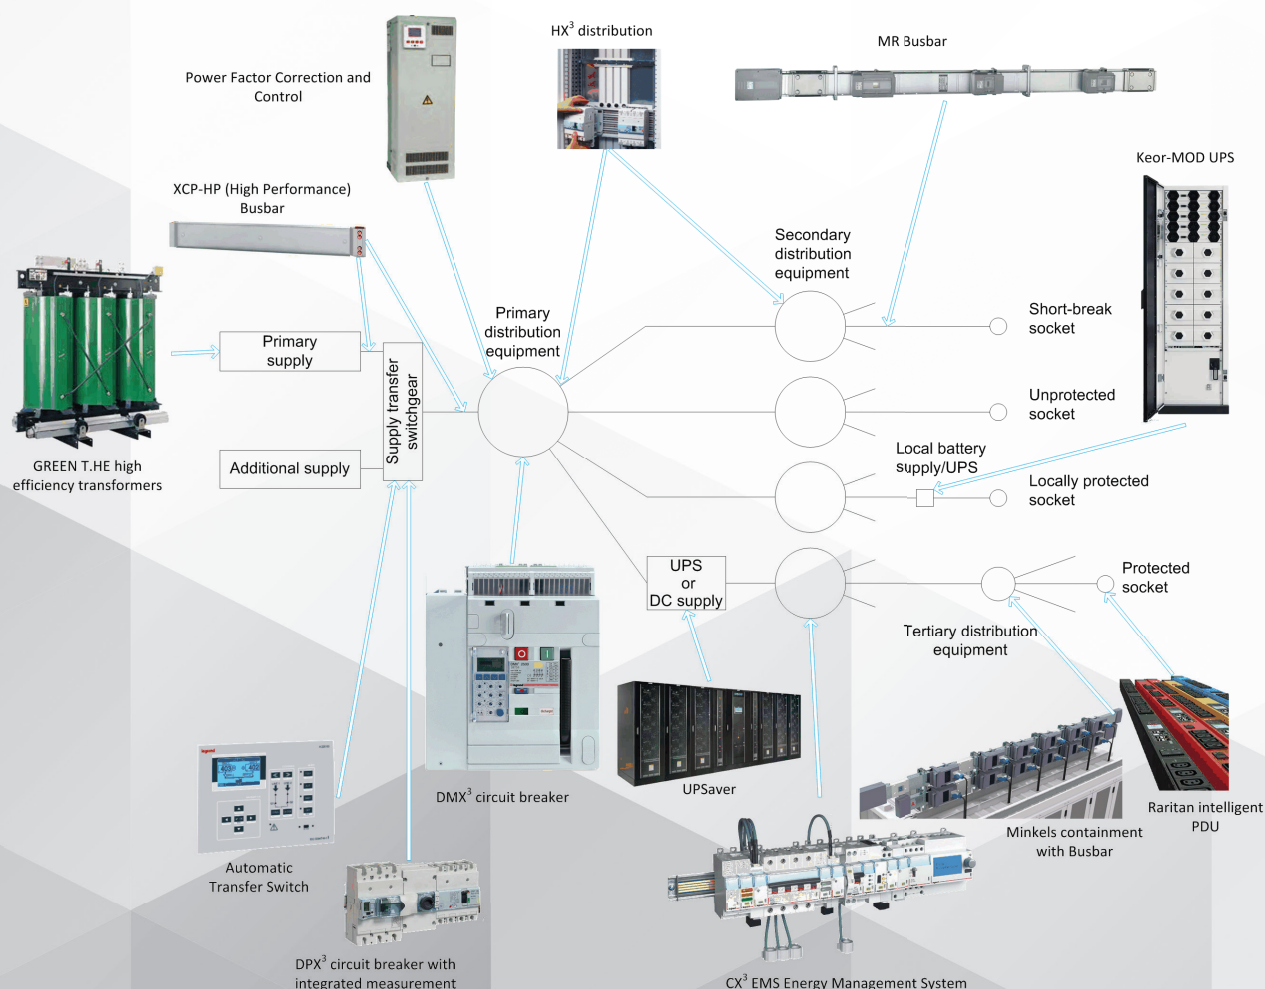 HX³ distribution
MR Busbar
Power Factor Correction and
Control
Keor-MOD UPS
XCP-HP (High Performance)
Busbar
Secondary
distribution
equipment
Primary
distribution
equipment
Short-break
socket
Primary
supply
Supply transfer
switchgear
Unprotected
socket
Local battery
supply/UPS
Additional supply
GREEN T.HE high
efficiency transformers
Locally protected
socket
UPS
or
DC supply
Protected
socket
Tertiary distribution
equipment
legrand
UPSaver
DMX³ circuit breaker
Raritan intelligent
PDU
Minkels containment
with Busbar
Automatic
Transfer Switch
DPX³ circuit breaker with
integrated measurement
CX³ EMS Energy Management System